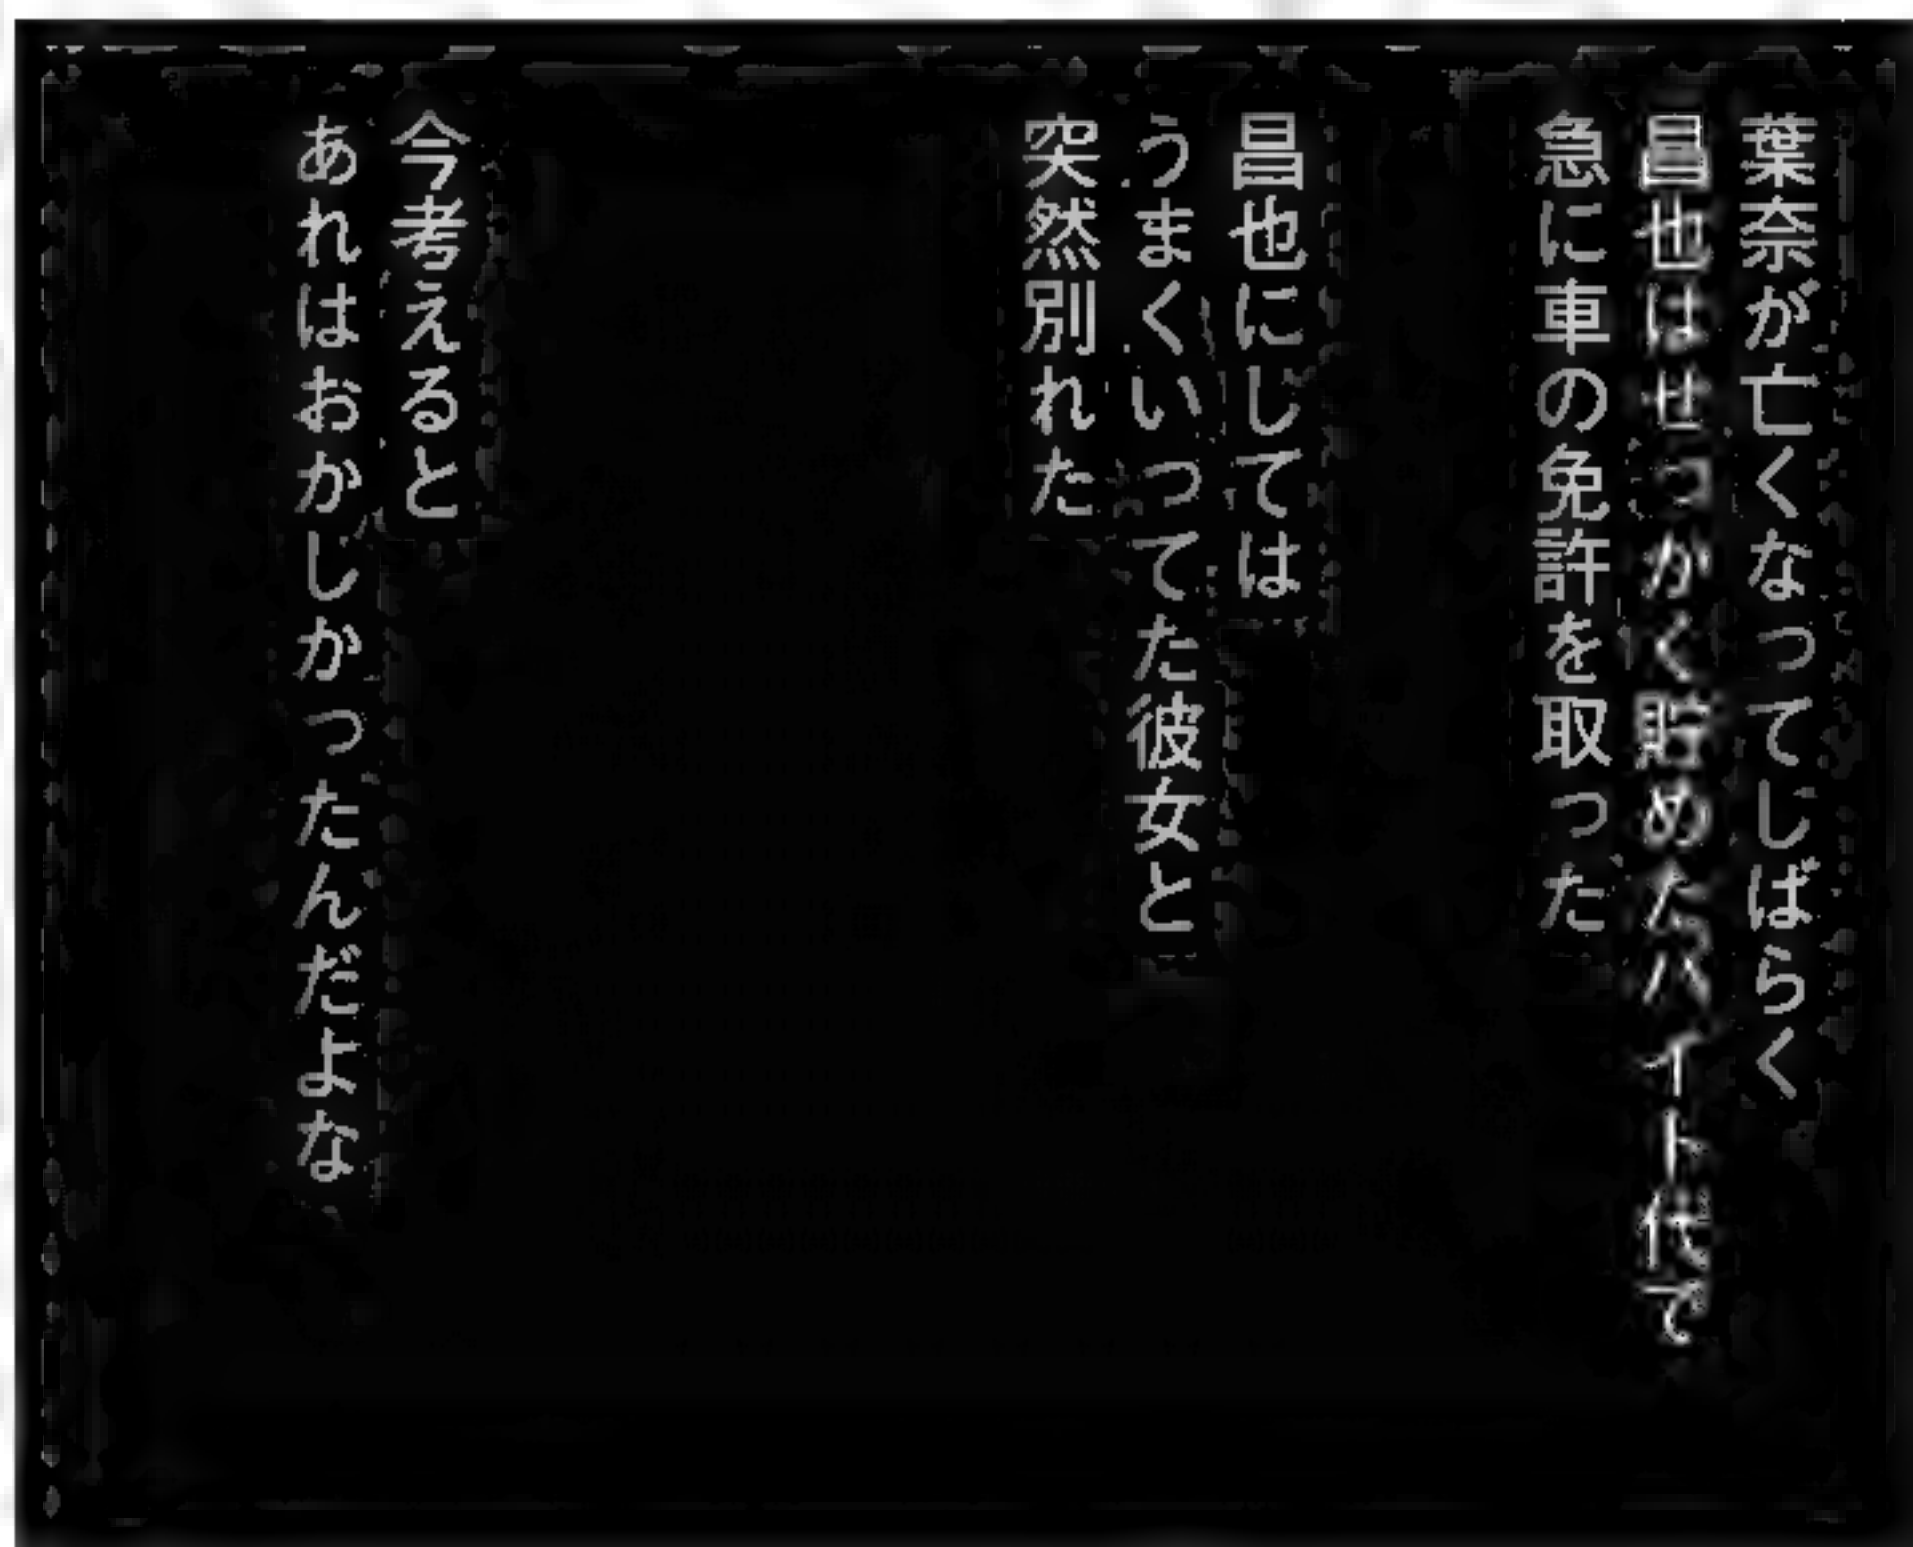 葉奈が亡くなってしばらく
昌也はせっかく貯めたバイト代で
急に車の免許を取った
昌也にしては
うまくいってた彼女と
突然別れた
今考えると
あれはおかしかったんだよな